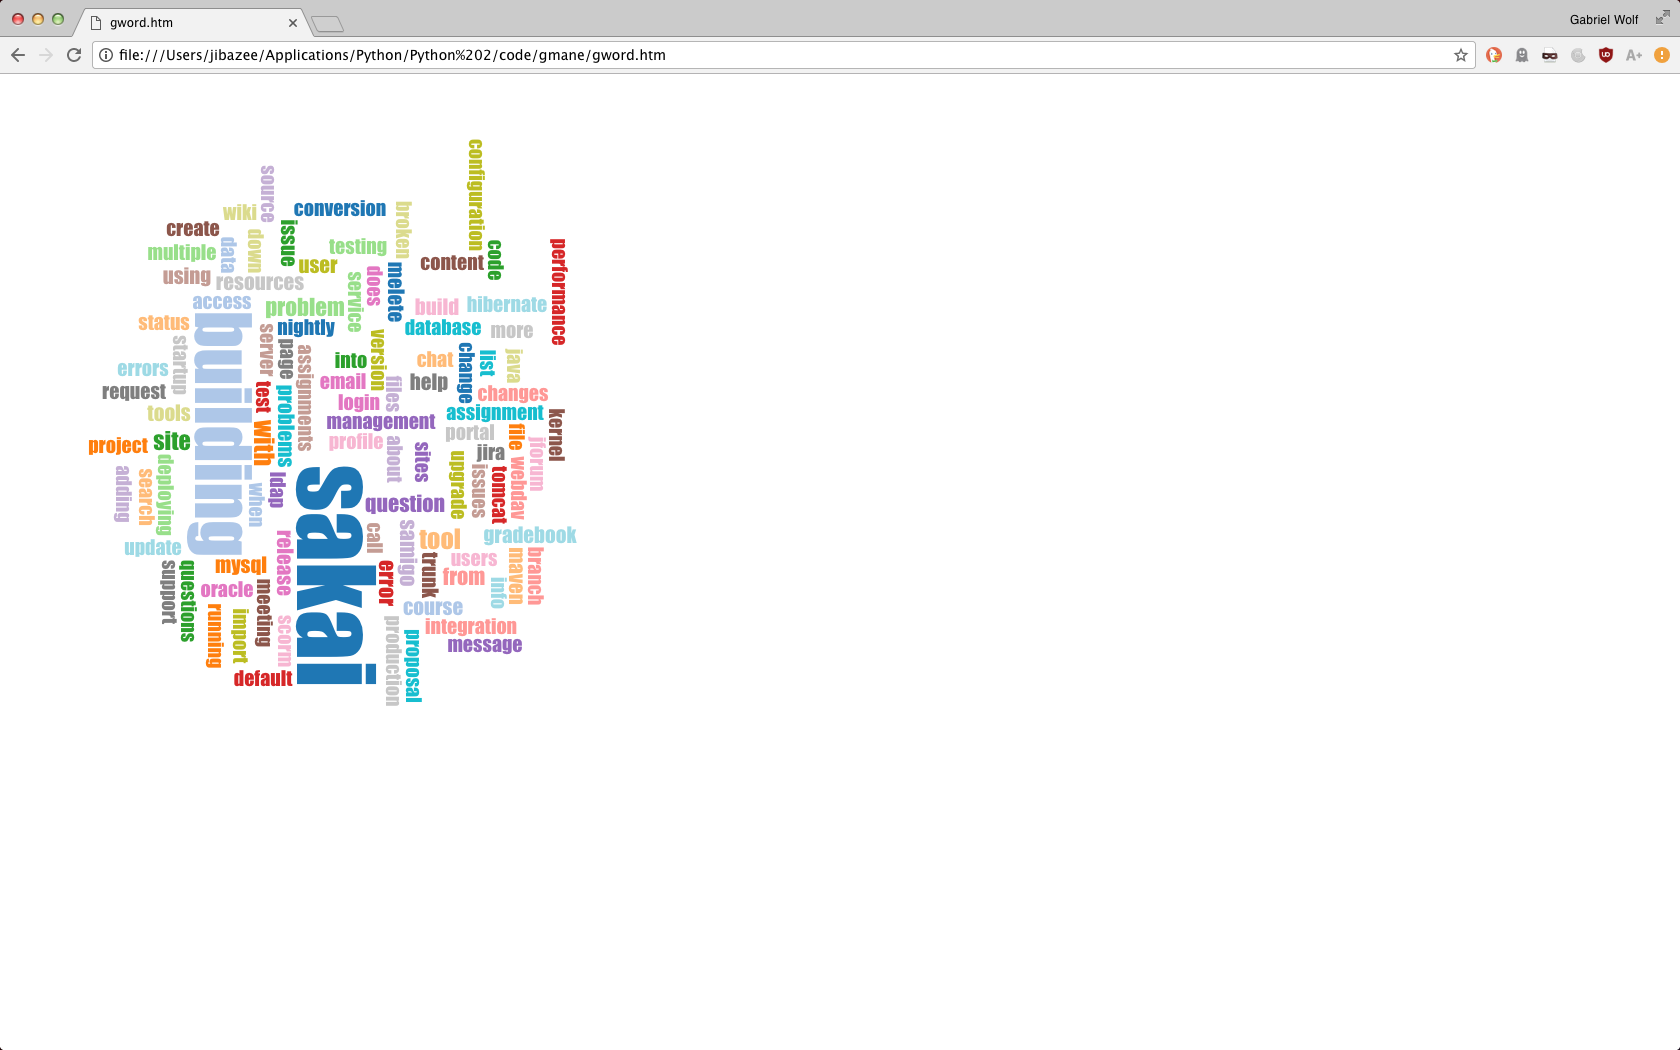 gword.htm
Gabriel Wolf
file:///Users/jibazee/Applications/Python/Python%202/code/gmane/gword.htm
A+
configuration
source
wiki
conversion
broken
create
issue
down
data
multiple
testing
user
using
resources
content
code
performance
does
melete
service
access
problem
build
hibernate
status
building
nightly
database
more
server
page
startup
version
assignments
into
chat
change
list
java
errors
request
email
files
help
changes
test
problems
login
tools
management
assignment
kernel
project
site
with
profile
about
portal
file
jforum
sites
jira
adding
search
deploying
upgrade
issues
tomcat
webdav
sakai
ldap
when
question
update
release
call
samigo
tool
gradebook
mysql
error
trunk
users
maven
branch
support
questions
oracle
meeting
from
info
running
import
scorm
course
production
proposal
integration
message
default